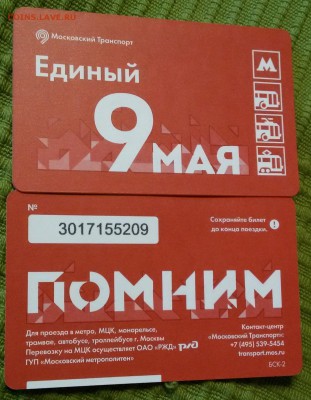 COINS.LAVE.RU
Московский Транспорт
Единый
М
9 МАЯ
№
3017155209
Сохраняйте билет
до конца поездки.
!
ПОМНИМ
Для проезда в метро, МЦК, монорельсе,
трамвае, автобусе, троллейбусе г. Москвы
Перевозку на МЦК осуществляет ОАО «РЖД» РЖД
ГУП «Московский метрополитен»
Контакт-центр
«Московский Транспорт»:
+7 (495) 539-5454
transport.mos.ru
БСК-2